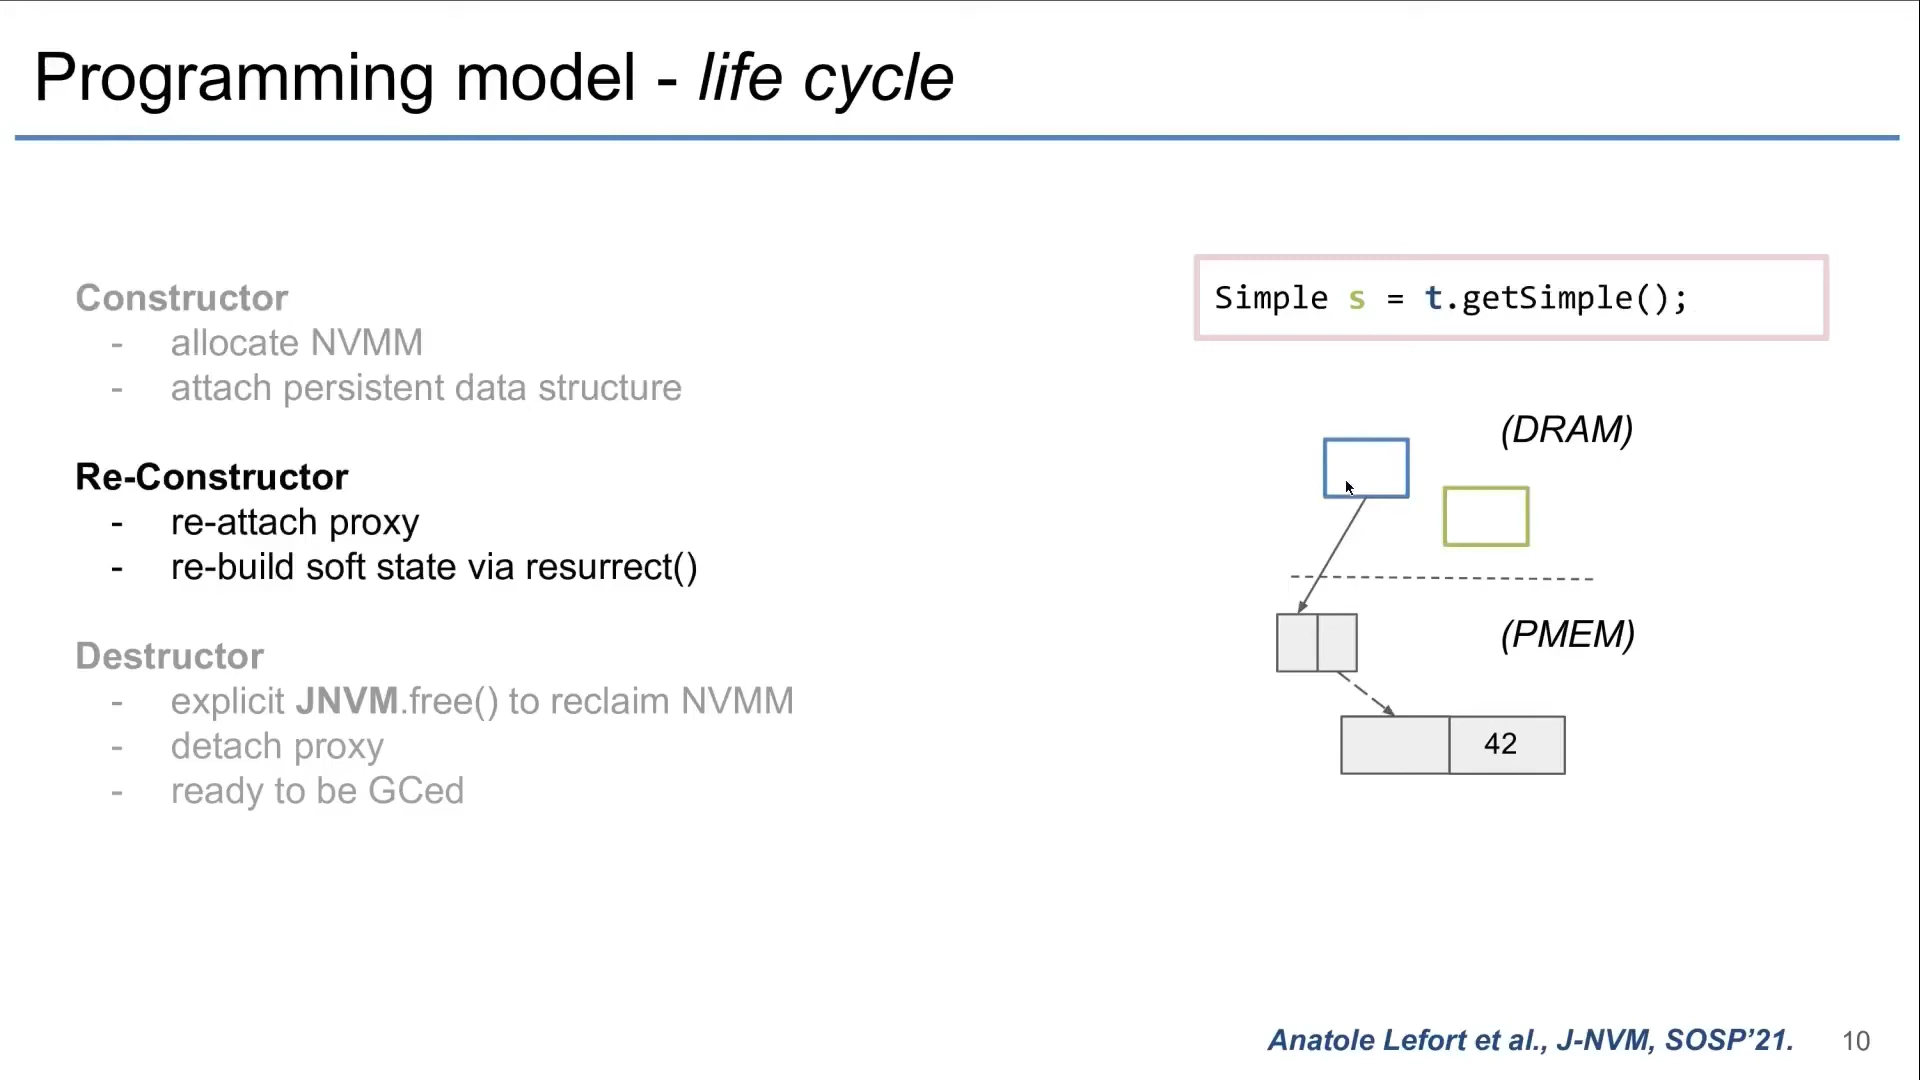 Programming model - life cycle
Constructor
- allocate NVMM
- attach persistent data structure
Re-Constructor
- re-attach proxy
- re-build soft state via resurrect()
Destructor
- explicit JNVM.free() to reclaim NVMM
- detach proxy
- ready to be GCed
Simple s = t.getSimple();
(DRAM)
(PMEM)
42
Anatole Lefort et al., J-NVM, SOSP’21.
10